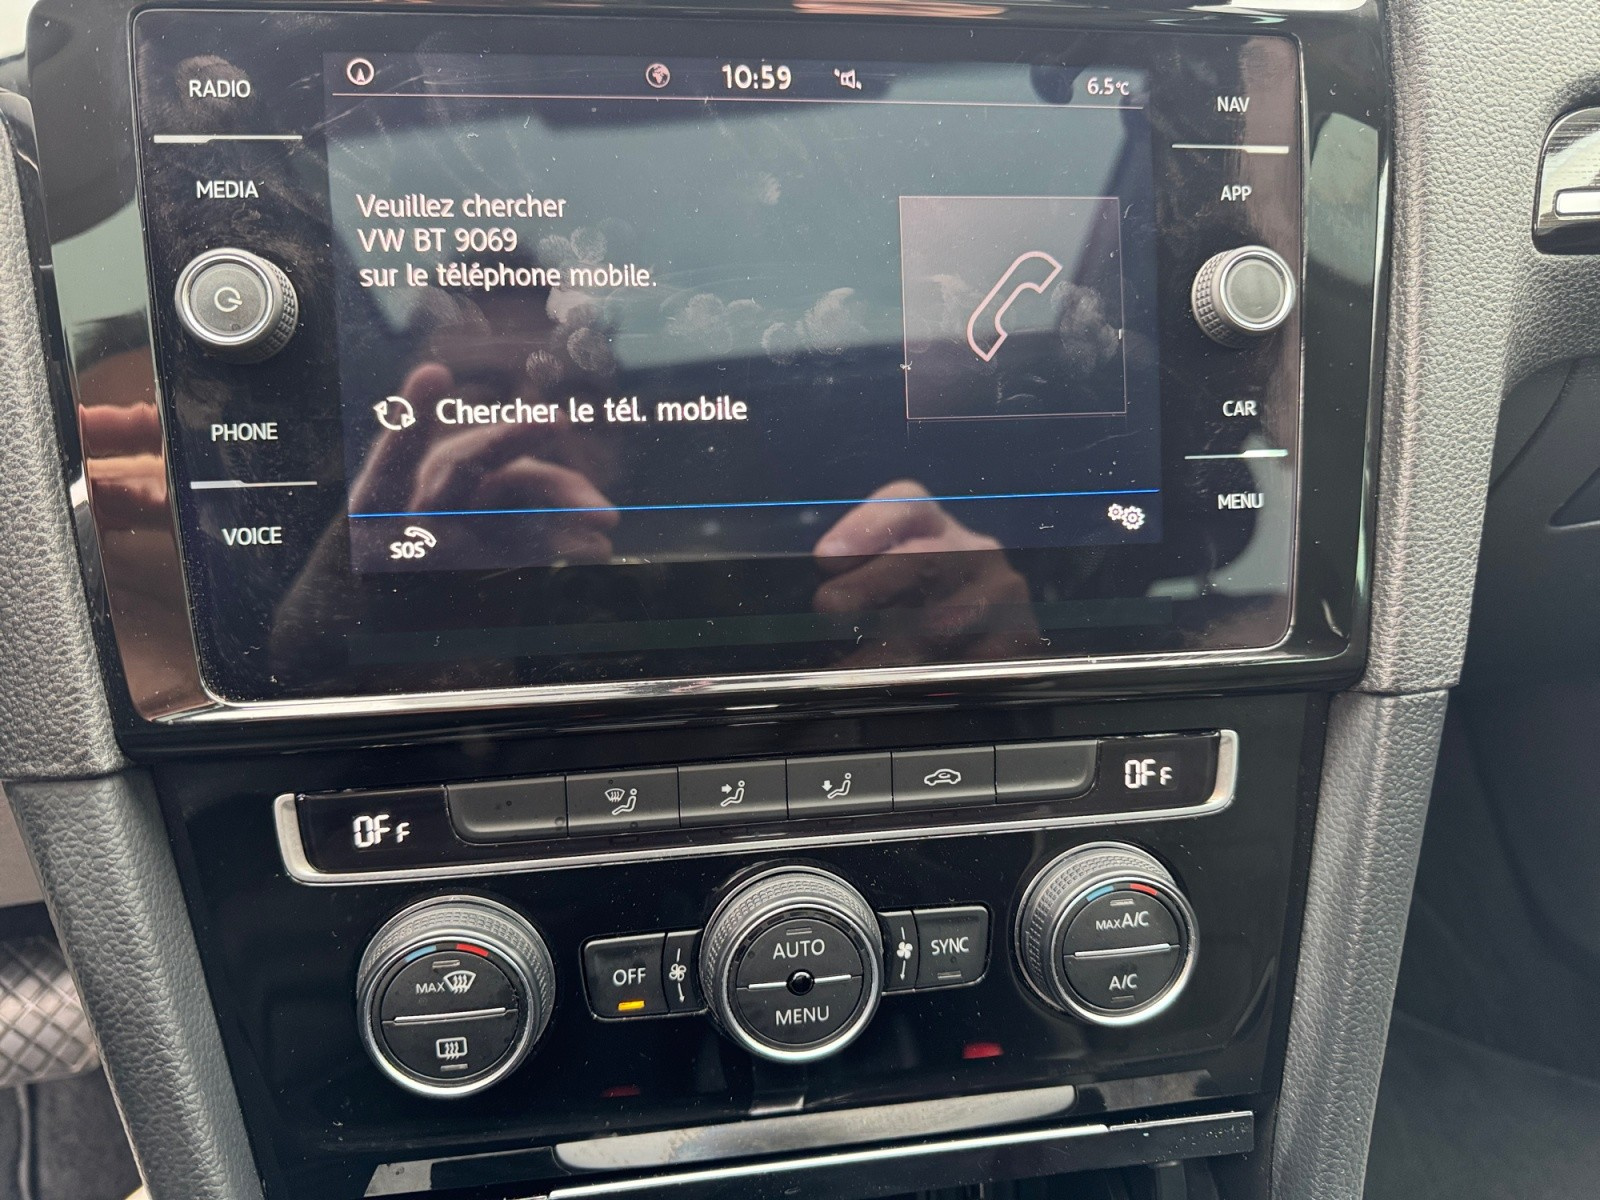 RADIO
MEDIA
PHONE
VOICE
10:59
6.5°C
Veuillez chercher
VW BT 9069
sur le téléphone mobile.
Chercher le tél. mobile
SOS
NAV
APP
CAR
MENU
OFF
OFF
MAX
OFF
AUTO
MENU
SYNC
MAX A/C
A/C